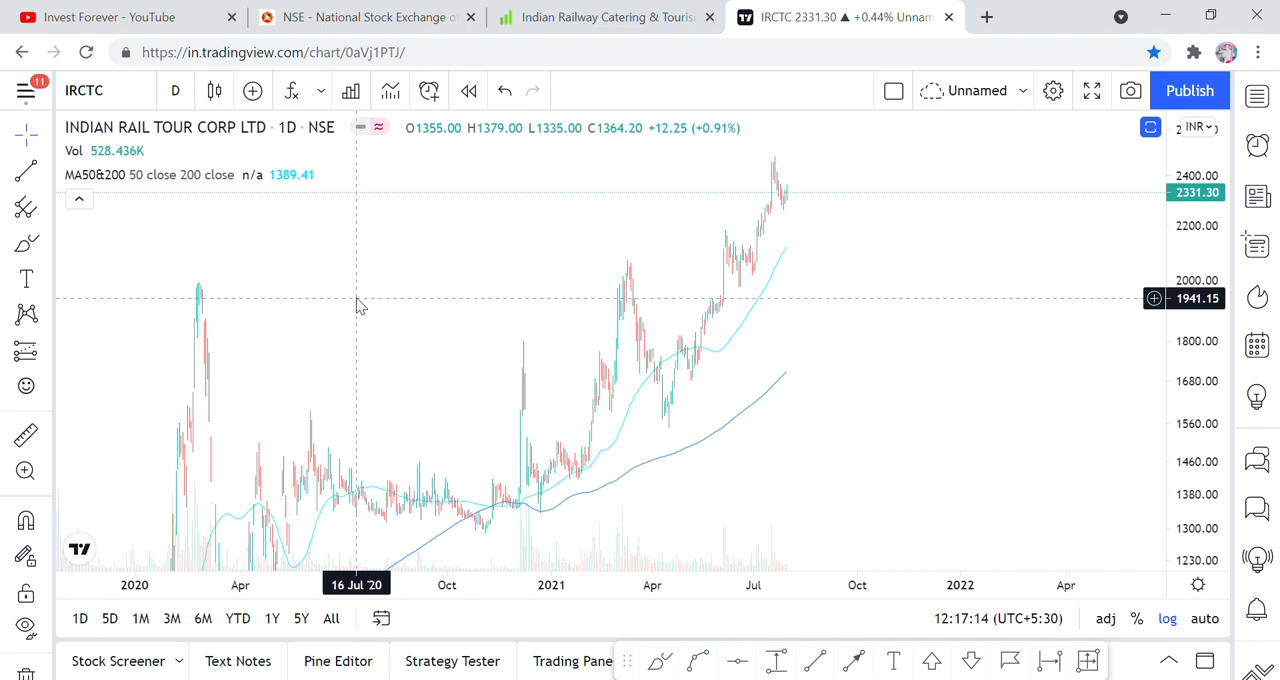 Invest Forever - YouTube
NSE - National Stock Exchange o
Indian Railway Catering & Touris
IRCTC 2331.30 ▲ +0.44% Unnam
https://in.tradingview.com/chart/0aVj1PTJ/
11
IRCTC
D
Unnamed
Publish
INDIAN RAIL TOUR CORP LTD · 1D · NSE
O1355.00 H1379.00 L1335.00 C1364.20 +12.25 (+0.91%)
INR
Vol 528.436K
MA50&200 50 close 200 close n/a 1389.41
2400.00
2331.30
2200.00
2000.00
1941.15
1800.00
1680.00
1560.00
1460.00
1380.00
1300.00
1230.00
2020
Apr
16 Jul '20
Oct
2021
Apr
Jul
Oct
2022
Apr
1D 5D 1M 3M 6M YTD 1Y 5Y All
12:17:14 (UTC+5:30)
adj % log auto
Stock Screener
Text Notes
Pine Editor
Strategy Tester
Trading Pane